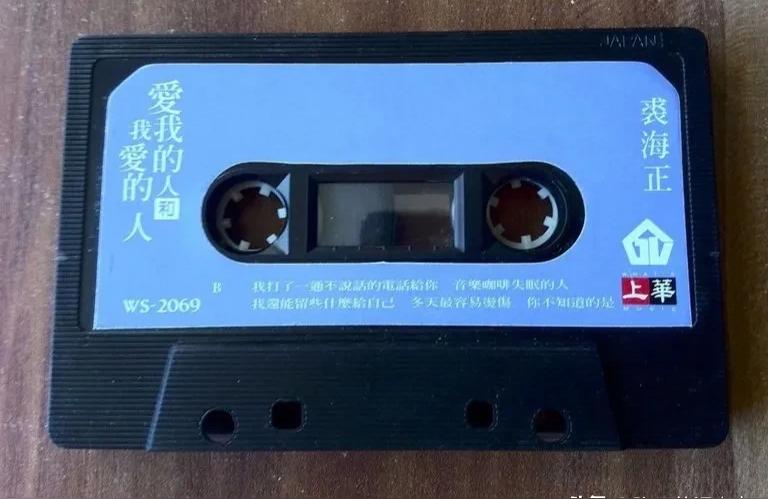 JAPAN
愛我的人和
我愛的人
裘海正
B
我打了一通不說話的電話給你 音樂咖啡失眠的人
我還能留些什麼給自己 冬天最容易燙傷 你不知道的是
WS-2069
WHAT'S
上華
MUSIC